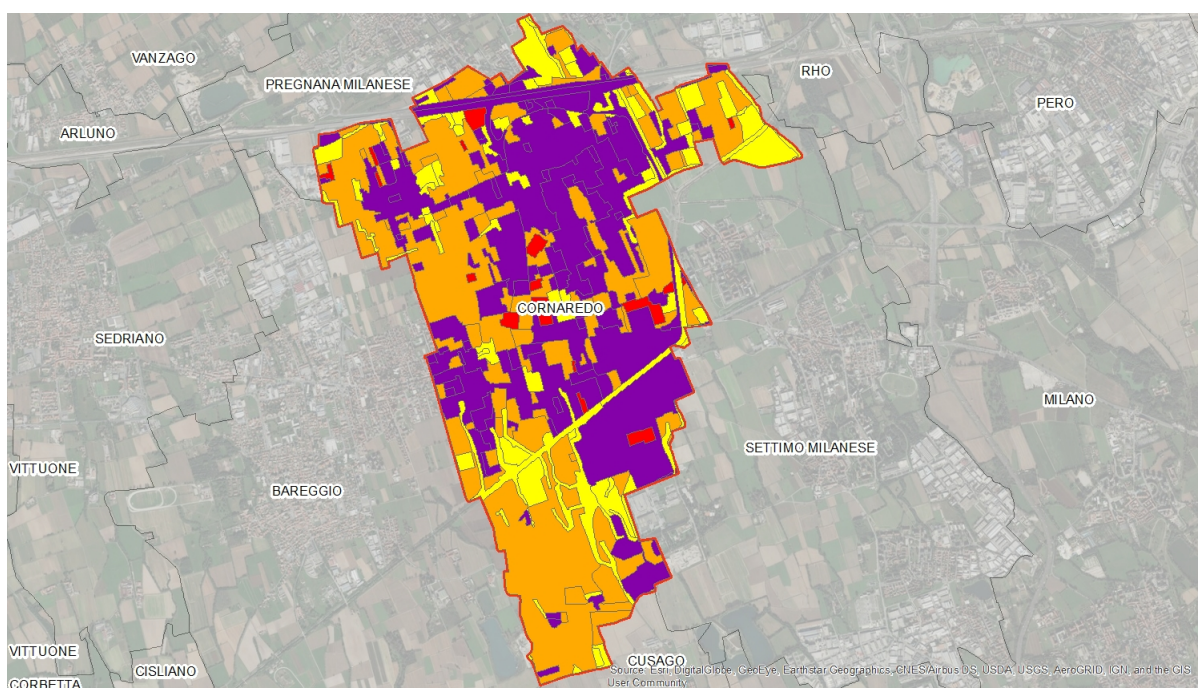 VANZAGO
RHO
PREGNANA MILANESE
PERO
ARLUNO
CORNAREDO
SEDRIANO
MILANO
SETTIMO MILANESE
VITTUONE
BAREGGIO
VITTUONE
CUSAGO
CISLIANO
Source: Esri, DigitalGlobe, GeoEye, Earthstar Geographics, CNES/Airbus DS, USDA, USGS, AeroGRID, IGN, and the GIS
User Community
CORBETTA